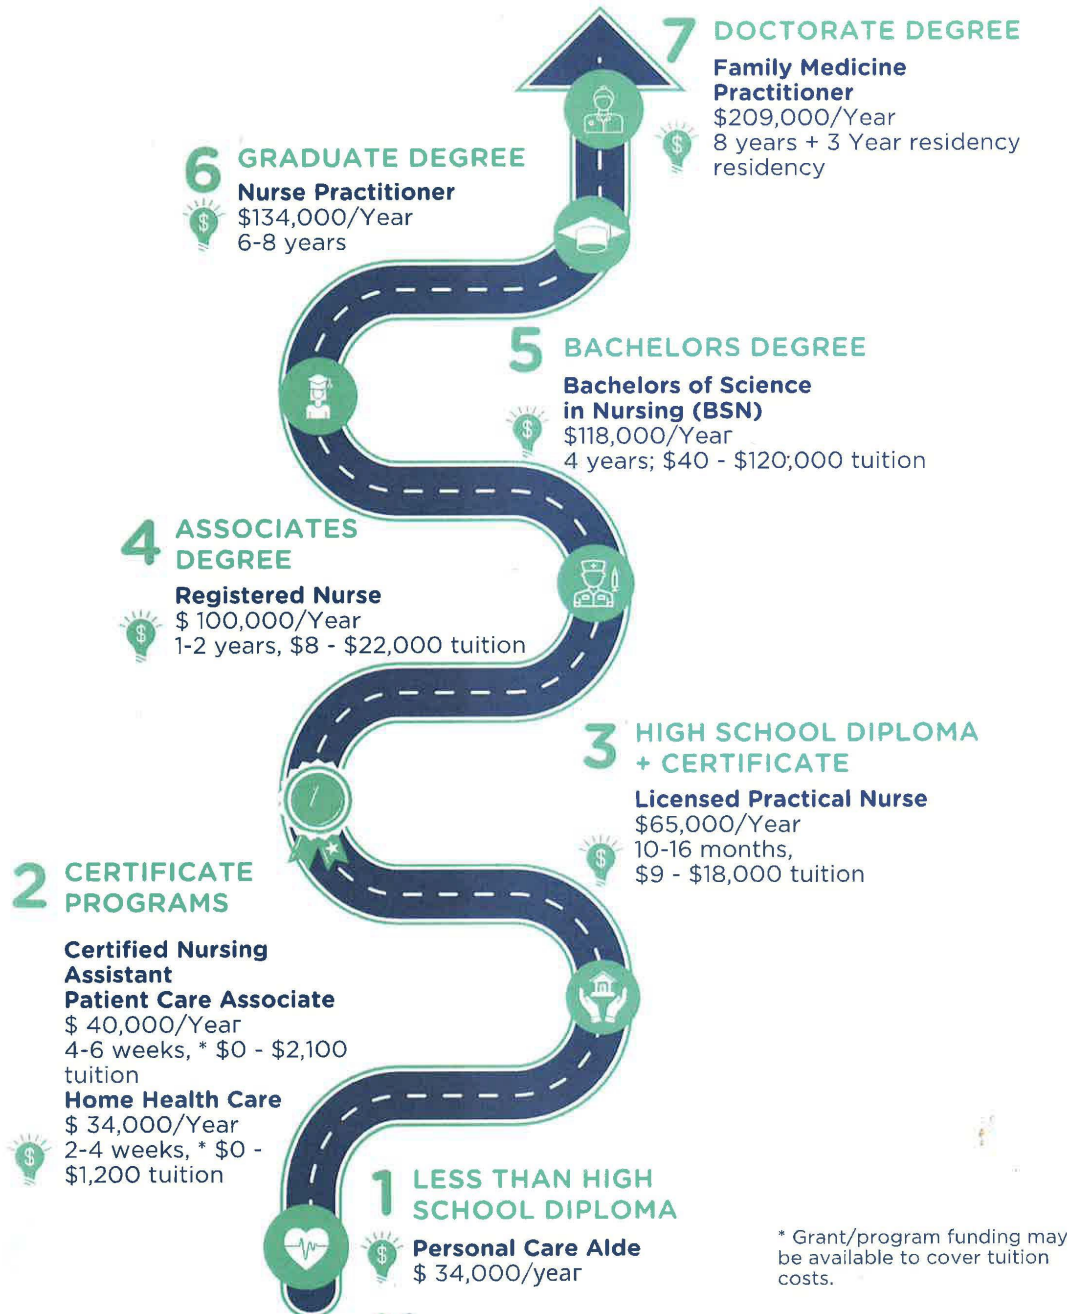 7 DOCTORATE DEGREE
Family Medicine
Practitioner
$209,000/Year
8 years + 3 Year residency
residency
6 GRADUATE DEGREE
Nurse Practitioner
$134,000/Year
6-8 years
5 BACHELORS DEGREE
Bachelors of Science
in Nursing (BSN)
$118,000/Year
4 years; $40 - $120,000 tuition
4 ASSOCIATES
DEGREE
Registered Nurse
$ 100,000/Year
1-2 years, $8 - $22,000 tuition
3 HIGH SCHOOL DIPLOMA
+ CERTIFICATE
Licensed Practical Nurse
$65,000/Year
10-16 months,
$9 - $18,000 tuition
2 CERTIFICATE
PROGRAMS
Certified Nursing
Assistant
Patient Care Associate
$ 40,000/Year
4-6 weeks, * $0 - $2,100
tuition
Home Health Care
$ 34,000/Year
2-4 weeks, * $0 -
$1,200 tuition
1 LESS THAN HIGH
SCHOOL DIPLOMA
Personal Care Alde
$ 34,000/year
* Grant/program funding may
be available to cover tuition
costs.